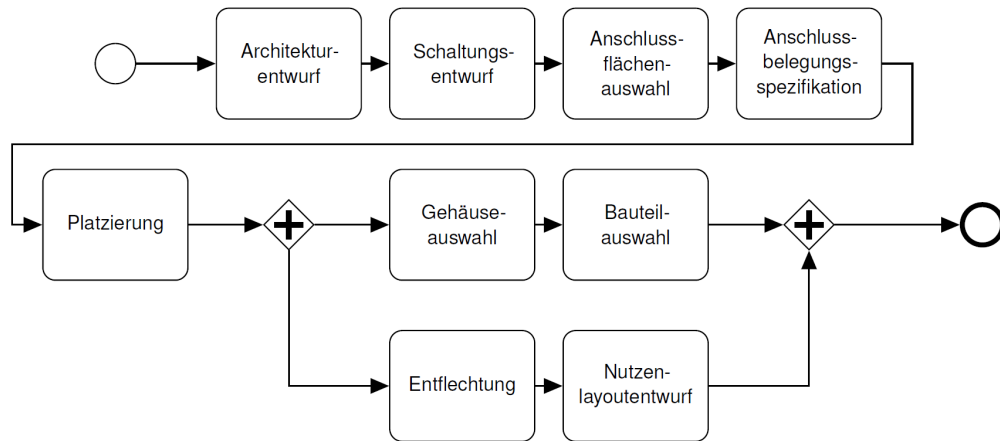 Architektur-
entwurf
Schaltungs-
entwurf
Anschluss-
flächen-
auswahl
Anschluss-
belegungs-
spezifikation
Platzierung
Gehäuse-
auswahl
Bauteil-
auswahl
Entflechtung
Nutzen-
layoutentwurf